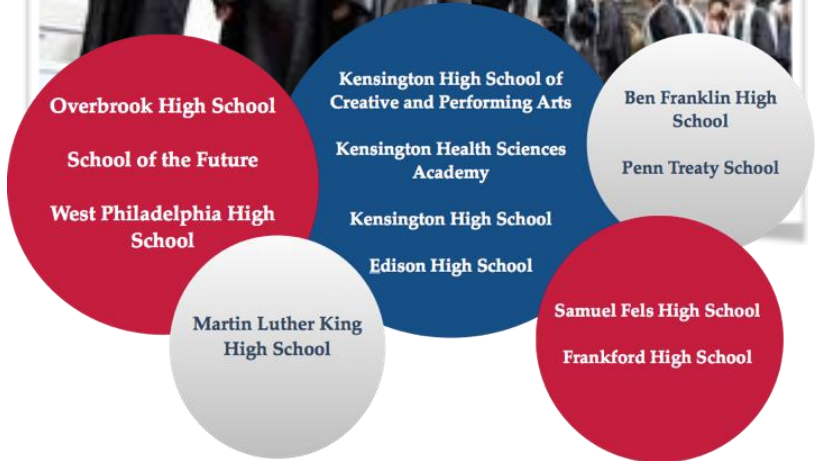 Overbrook High School
School of the Future
West Philadelphia High
School
Kensington High School of
Creative and Performing Arts
Kensington Health Sciences
Academy
Kensington High School
Edison High School
Ben Franklin High
School
Penn Treaty School
Martin Luther King
High School
Samuel Fels High School
Frankford High School